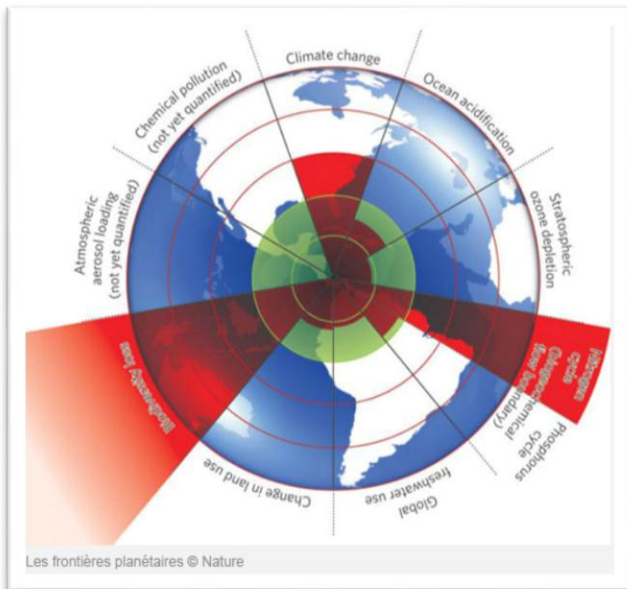 Climate change
Ocean acidification
Stratospheric
ozone depletion
Nitrogen
cycle
(biogeochemical
flow boundary)
Phosphorus
cycle
Global
freshwater use
Change in land use
Biodiversity loss
Atmospheric
aerosol loading
(not yet quantified)
Chemical pollution
(not yet quantified)
Les frontières planétaires © Nature